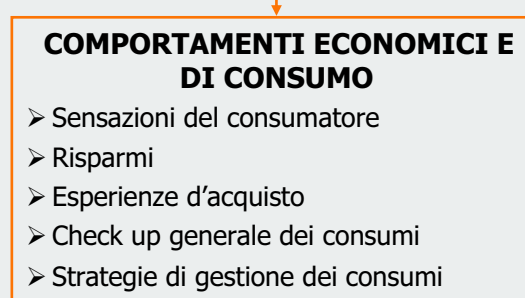 COMPORTAMENTI ECONOMICI E
DI CONSUMO
➢ Sensazioni del consumatore
➢ Risparmi
➢ Esperienze d’acquisto
➢ Check up generale dei consumi
➢ Strategie di gestione dei consumi